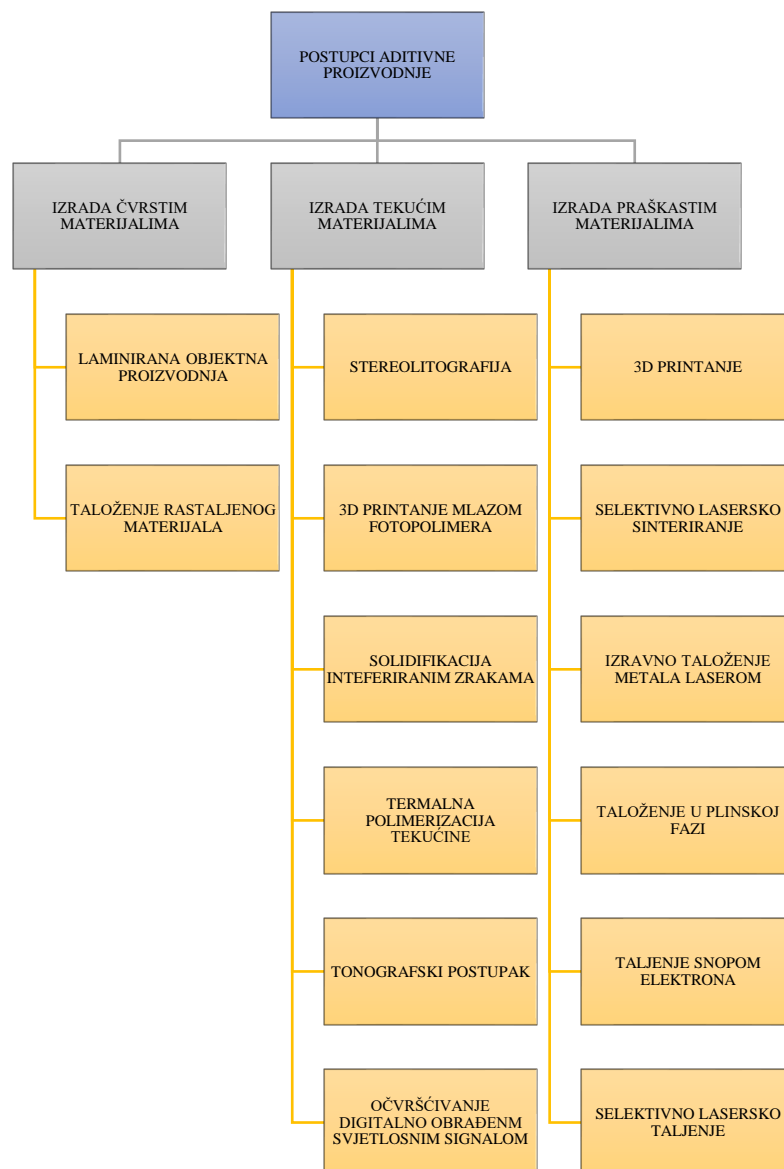 POSTUPCI ADITIVNE
PROIZVODNJE
IZRADA ČVRSTIM
MATERIJALIMA
LAMINIRANA OBJEKTNA
PROIZVODNJA
TALOŽENJE RASTALJENOG
MATERIJALA
IZRADA TEKUĆIM
MATERIJALIMA
STEREOLITOGRAFIJA
3D PRINTANJE MLAZOM
FOTOPOLIMERA
SOLIDIFIKACIJA
INTEFERIRANIM ZRAKAMA
TERMALNA
POLIMERIZACIJA
TEKUĆINE
TONOGRAFSKI POSTUPAK
OČVRŠĆIVANJE
DIGITALNO OBRAĐENM
SVJETLOSNIM SIGNALOM
IZRADA PRAŠKASTIM
MATERIJALIMA
3D PRINTANJE
SELEKTIVNO LASERSKO
SINTERIRANJE
IZRAVNO TALOŽENJE
METALA LASEROM
TALOŽENJE U PLINSKOJ
FAZI
TALJENJE SNOPOM
ELEKTRONA
SELEKTIVNO LASERSKO
TALJENJE